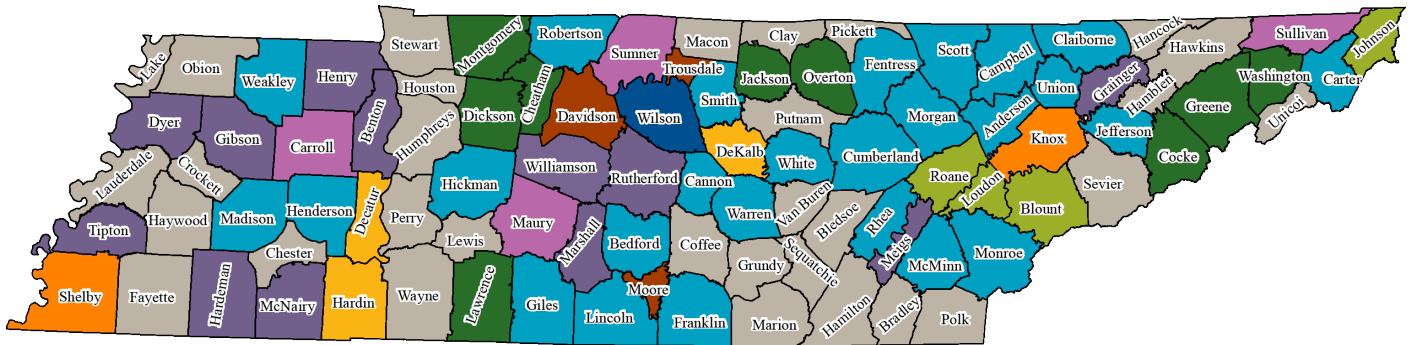 Lake
Obion
Weakley
Henry
Stewart
Montgomery
Robertson
Sumner
Macon
Trousdale
Clay
Pickett
Fentress
Scott
Campbell
Claiborne
Hancock
Hawkins
Sullivan
Johnson
Dyer
Gibson
Carroll
Benton
Houston
Humphreys
Dickson
Cheatham
Davidson
Wilson
Smith
Jackson
Overton
Putnam
Morgan
Anderson
Union
Grainger
Hamblen
Greene
Washington
Unicoi
Carter
Lauderdale
Crockett
Haywood
Madison
Henderson
Decatur
Perry
Hickman
Williamson
Rutherford
Cannon
DeKalb
White
Cumberland
Roane
Loudon
Knox
Jefferson
Blount
Sevier
Cocke
Tipton
Chester
Lewis
Maury
Marshall
Bedford
Coffee
Warren
Van Buren
Bledsoe
Rhea
Meigs
McMinn
Monroe
Shelby
Fayette
Hardeman
McNairy
Hardin
Wayne
Lawrence
Giles
Lincoln
Moore
Franklin
Grundy
Sequatchie
Marion
Hamilton
Bradley
Polk